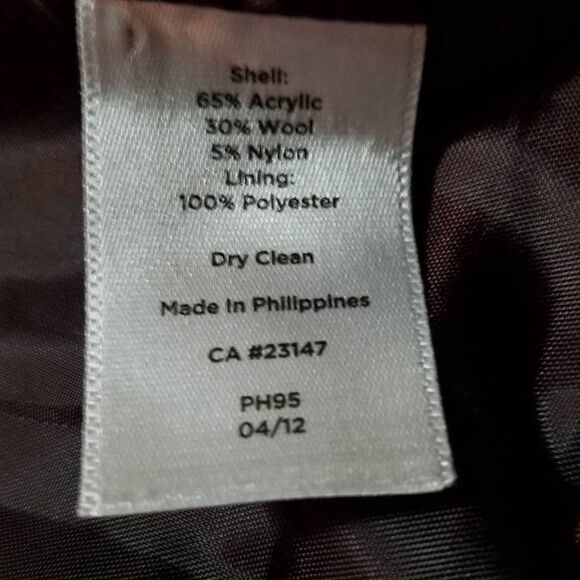 Shell:
65% Acrylic
30% Wool
5% Nylon
Lining:
100% Polyester
Dry Clean
Made In Philippines
CA #23147
PH95
04/12